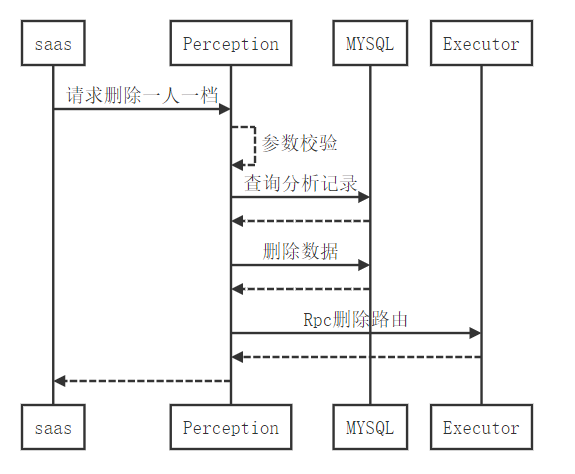 saas
Perception
MYSQL
Executor
请求删除一人一档
参数校验
查询分析记录
删除数据
Rpc删除路由
saas
Perception
MYSQL
Executor